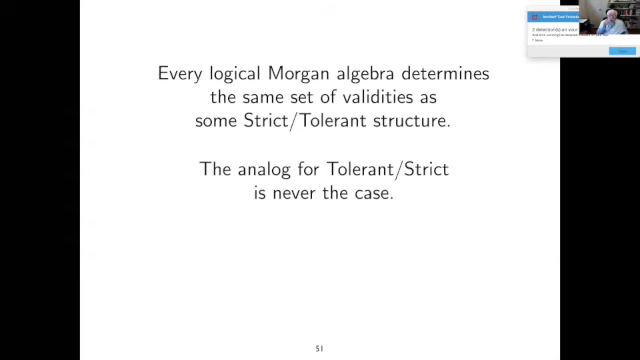 Every logical Morgan algebra determines
the same set of validities as
some Strict/Tolerant structure.
The analog for Tolerant/Strict
is never the case.
51